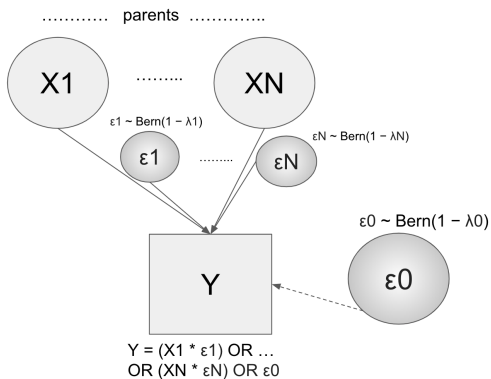 ………… parents …………..
X1 ……... XN
ε1 ~ Bern(1 − λ1)
εN ~ Bern(1 − λN)
ε1 ……... εN
ε0 ~ Bern(1 − λ0)
Y
ε0
Y = (X1 * ε1) OR …
OR (XN * εN) OR ε0